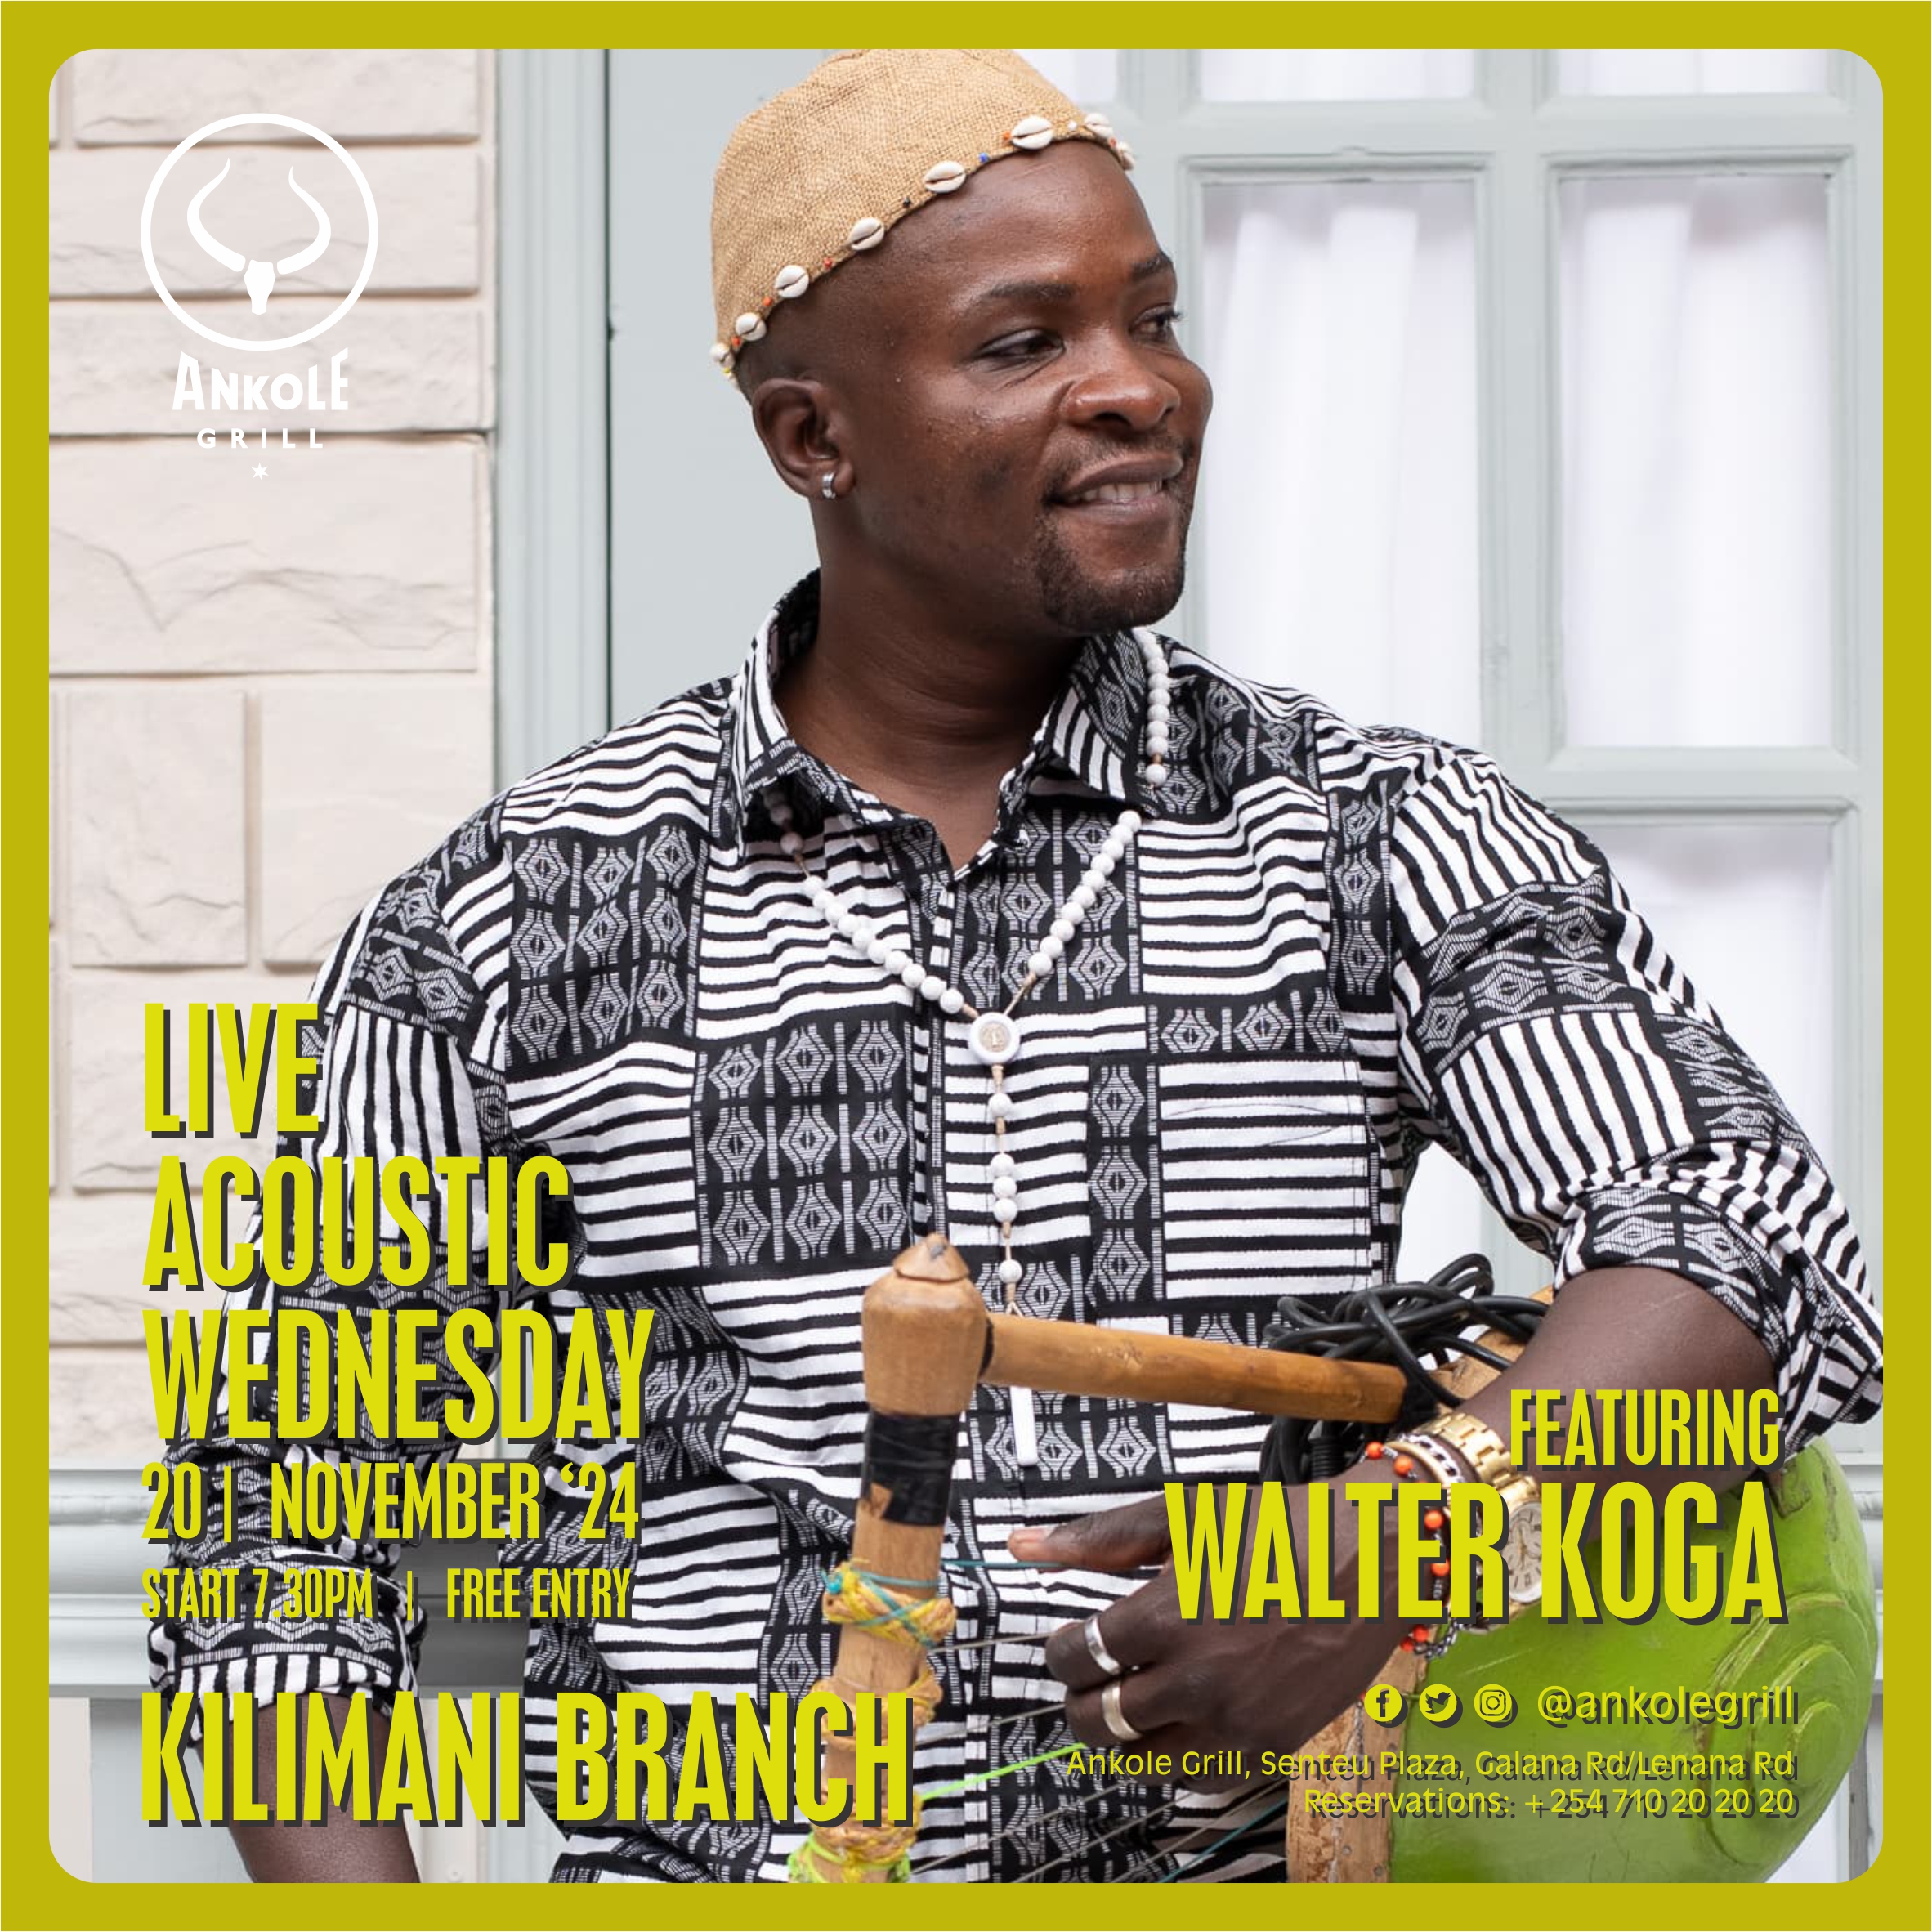 ANKOLE
GRILL
LIVE
ACOUSTIC
WEDNESDAY
20 | NOVEMBER ‘24
START 7.30PM | FREE ENTRY
KILIMANI BRANCH
FEATURING
WALTER KOGA
@ankolegrill
Ankole Grill, Senteu Plaza, Galana Rd/Lenana Rd
Reservations: +254 710 20 20 20